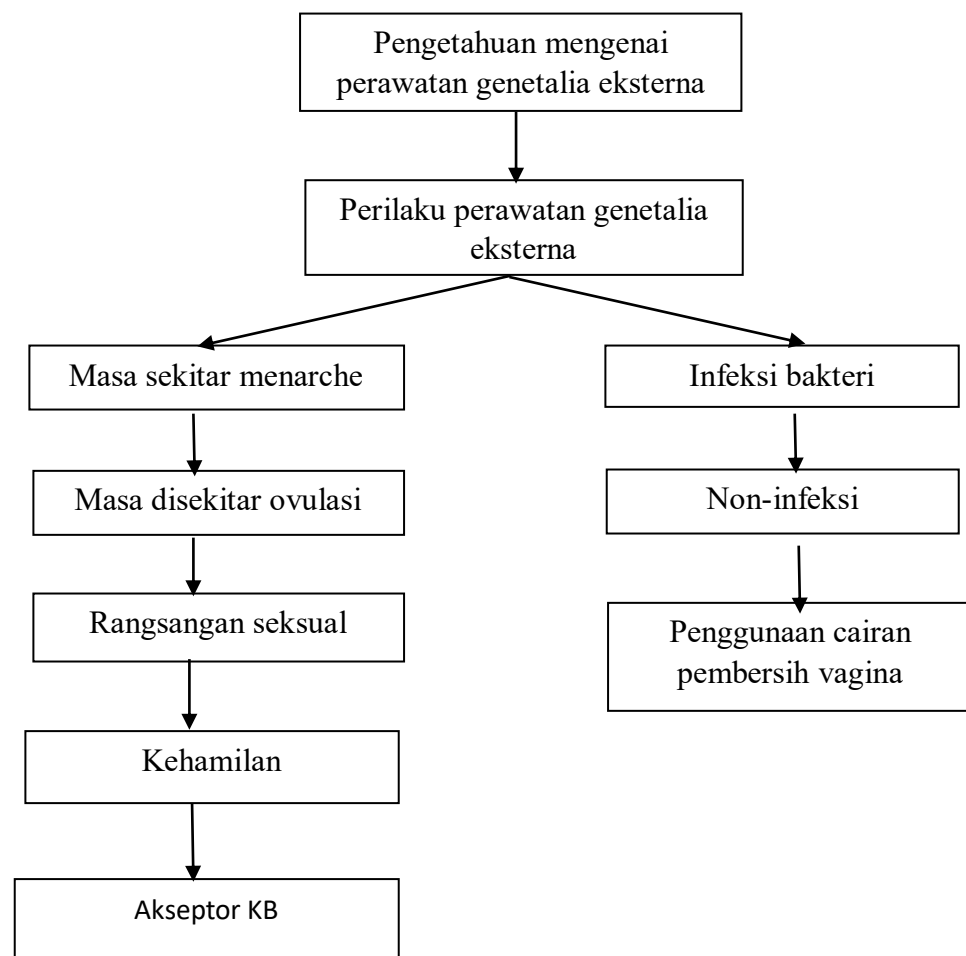 Pengetahuan mengenai
perawatan genetalia eksterna
Perilaku perawatan genetalia
eksterna
Masa sekitar menarche
Masa disekitar ovulasi
Rangsangan seksual
Kehamilan
Akseptor KB
Infeksi bakteri
Non-infeksi
Penggunaan cairan
pembersih vagina